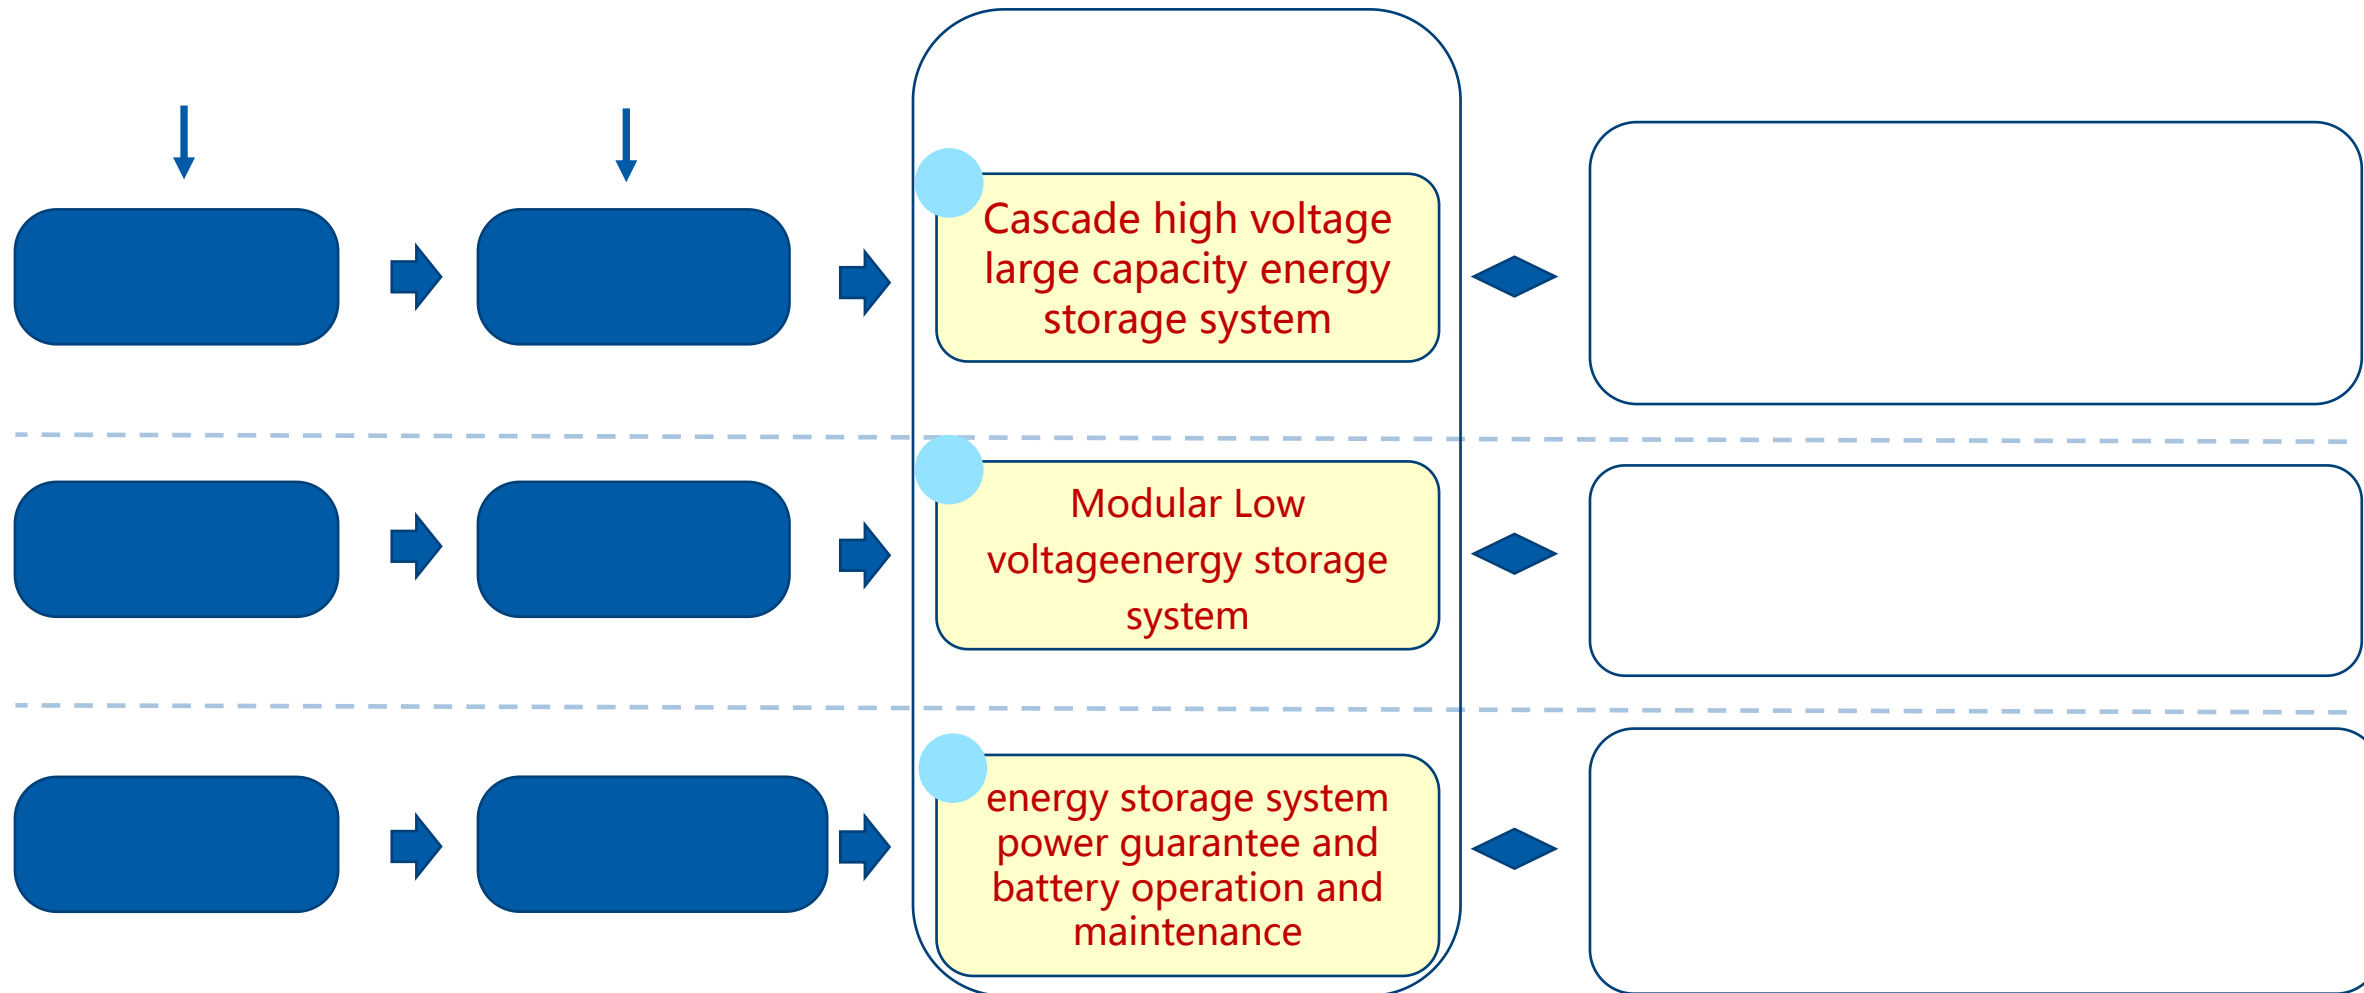 Cascade high voltage
large capacity energy
storage system
Modular Low
voltageenergy storage
system
energy storage system
power guarantee and
battery operation and
maintenance